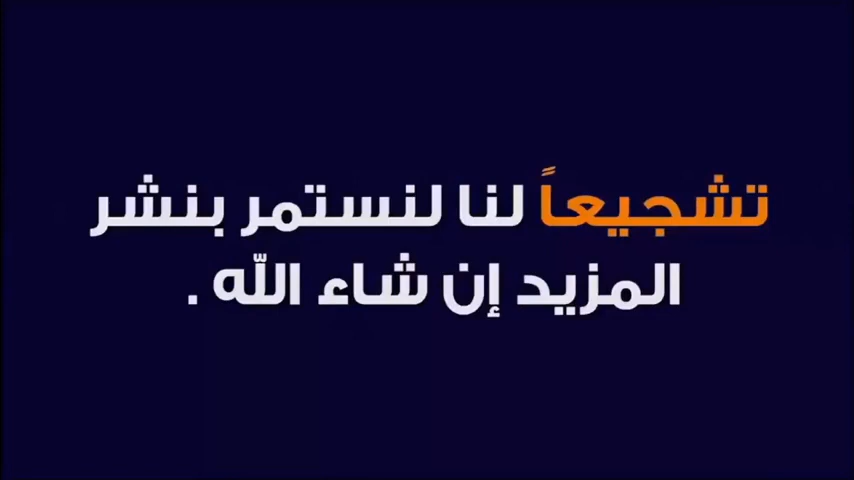 تشجيعاً لنا لنستمر بنشر
المزيد إن شاء الله .